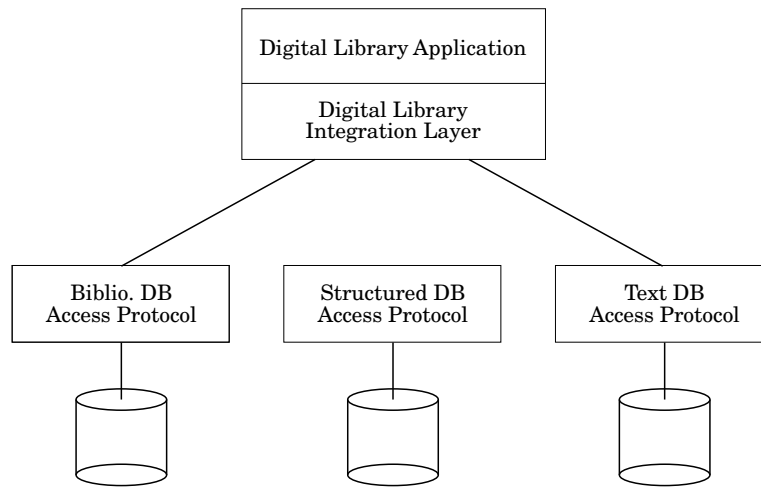 Digital Library Application
Digital Library
Integration Layer
Biblio. DB
Access Protocol
Structured DB
Access Protocol
Text DB
Access Protocol